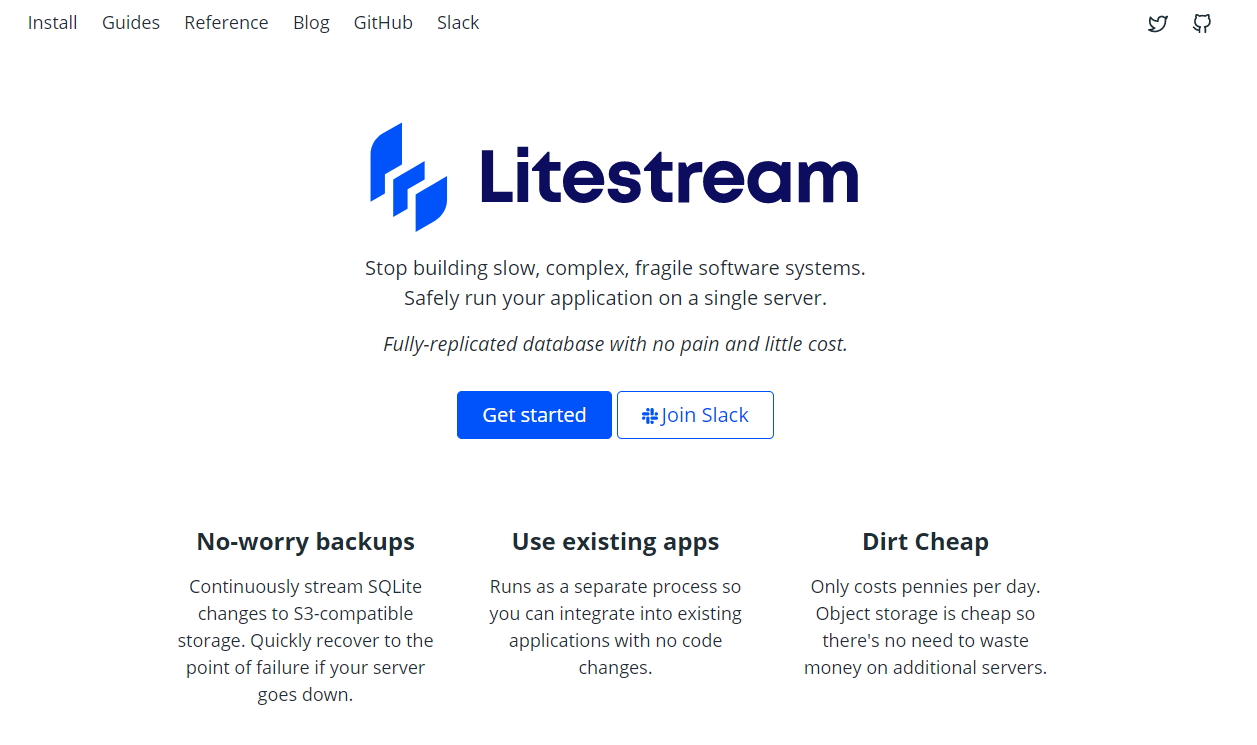 Install Guides Reference Blog GitHub Slack
Litestream
Stop building slow, complex, fragile software systems.
Safely run your application on a single server.
Fully-replicated database with no pain and little cost.
Get started Join Slack
No-worry backups
Continuously stream SQLite
changes to S3-compatible
storage. Quickly recover to the
point of failure if your server
goes down.
Use existing apps
Runs as a separate process so
you can integrate into existing
applications with no code
changes.
Dirt Cheap
Only costs pennies per day.
Object storage is cheap so
there's no need to waste
money on additional servers.